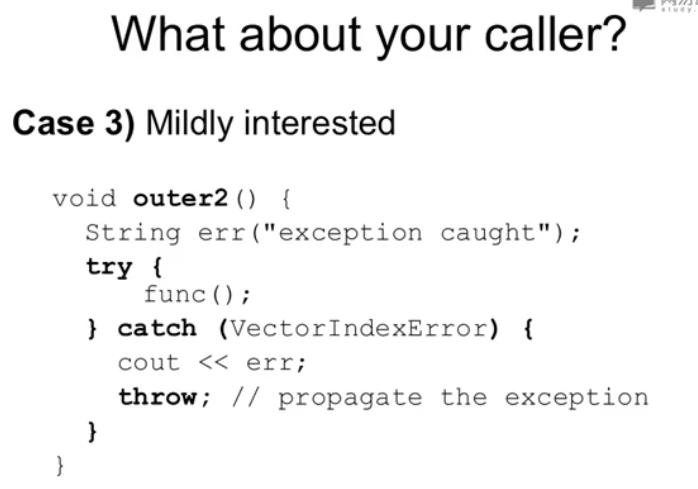 What about your caller?
Case 3) Mildly interested
void outer2() {
String err("exception caught");
try {
func();
} catch (VectorIndexError) {
cout << err;
throw; // propagate the exception
}
}